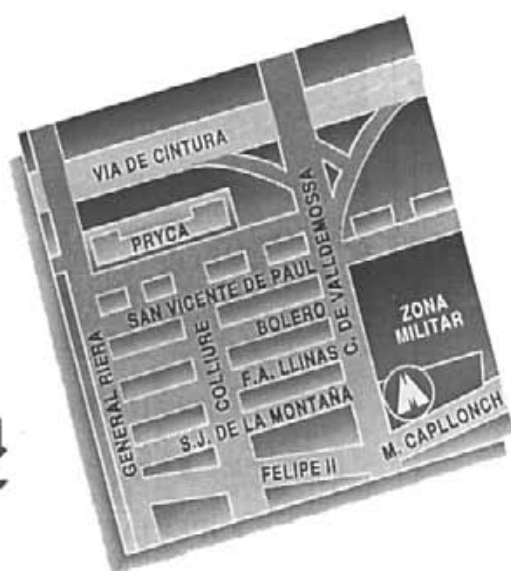 VIA DE CINTURA
PRYCA
SAN VICENTE DE PAUL
BOLERO
F.A. LLINAS
S.J. DE LA MONTAÑA
FELIPE II
GENERAL RIERA
COLLIURE
C. DE VALLDEMOSSA
ZONA
MILITAR
M. CAPLLONCH